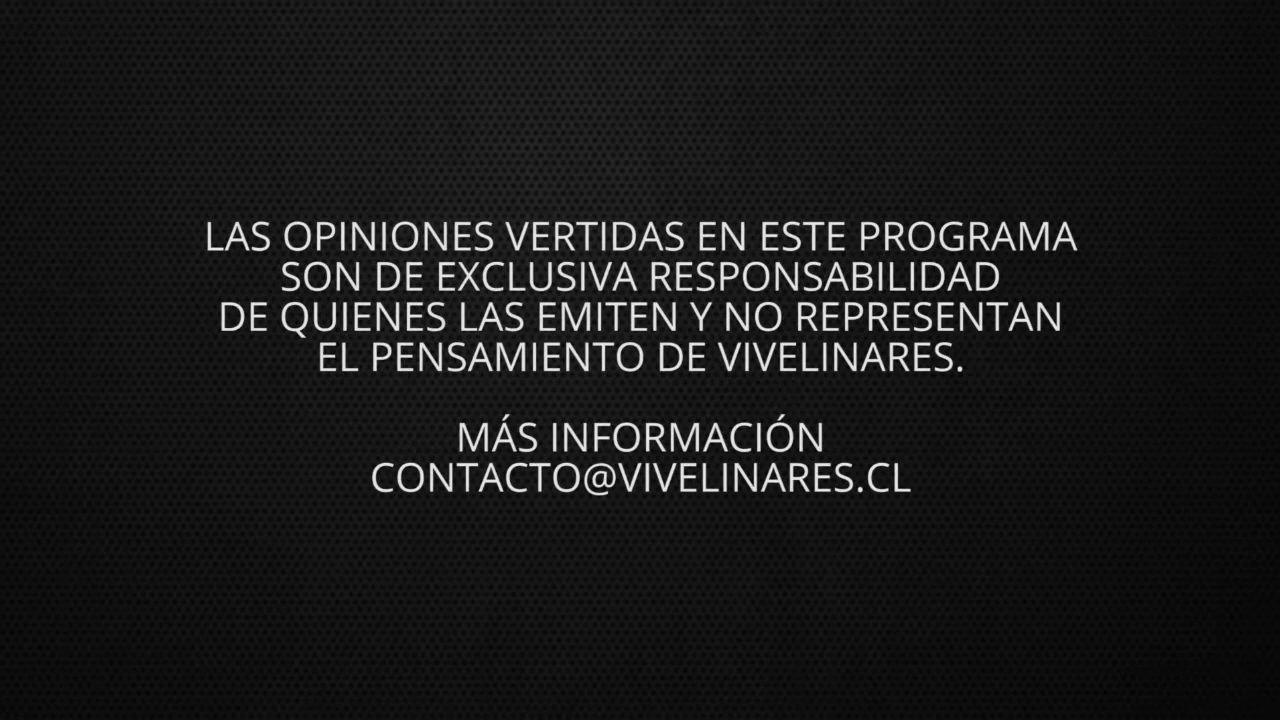 LAS OPINIONES VERTIDAS EN ESTE PROGRAMA
SON DE EXCLUSIVA RESPONSABILIDAD
DE QUIENES LAS EMITEN Y NO REPRESENTAN
EL PENSAMIENTO DE VIVELINARES.
MÁS INFORMACIÓN
CONTACTO@VIVELINARES.CL